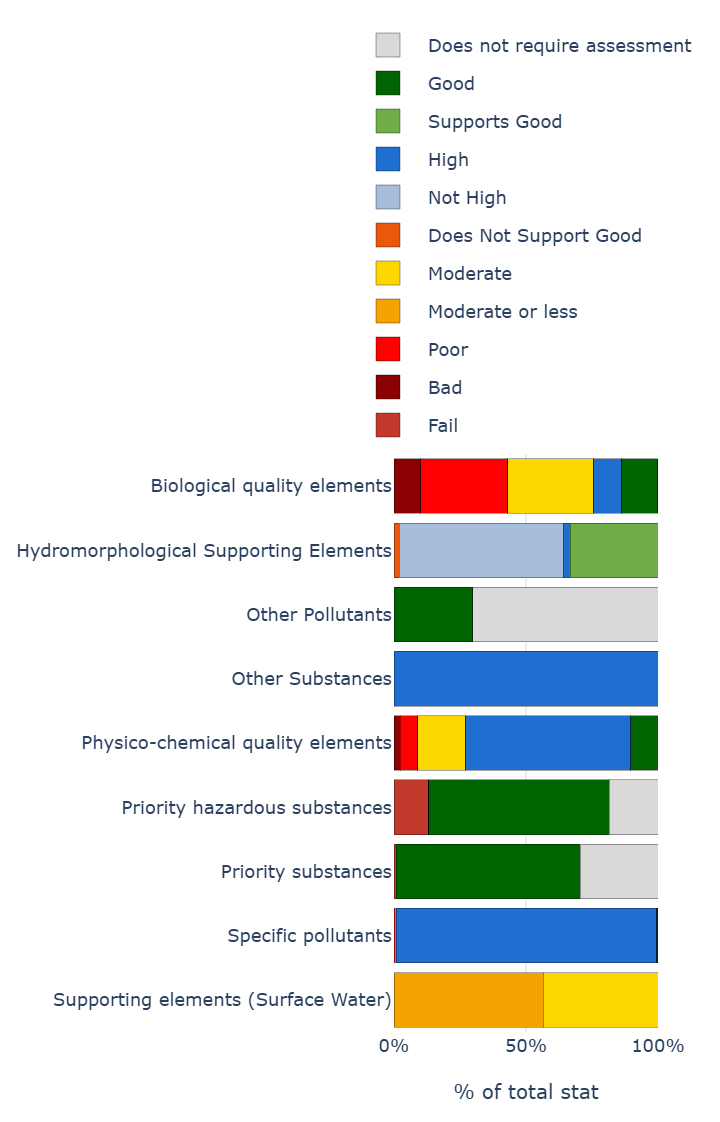 Does not require assessment
Good
Supports Good
High
Not High
Does Not Support Good
Moderate
Moderate or less
Poor
Bad
Fail
Biological quality elements
Hydromorphological Supporting Elements
Other Pollutants
Other Substances
Physico-chemical quality elements
Priority hazardous substances
Priority substances
Specific pollutants
Supporting elements (Surface Water)
0% 50% 100%
% of total stat